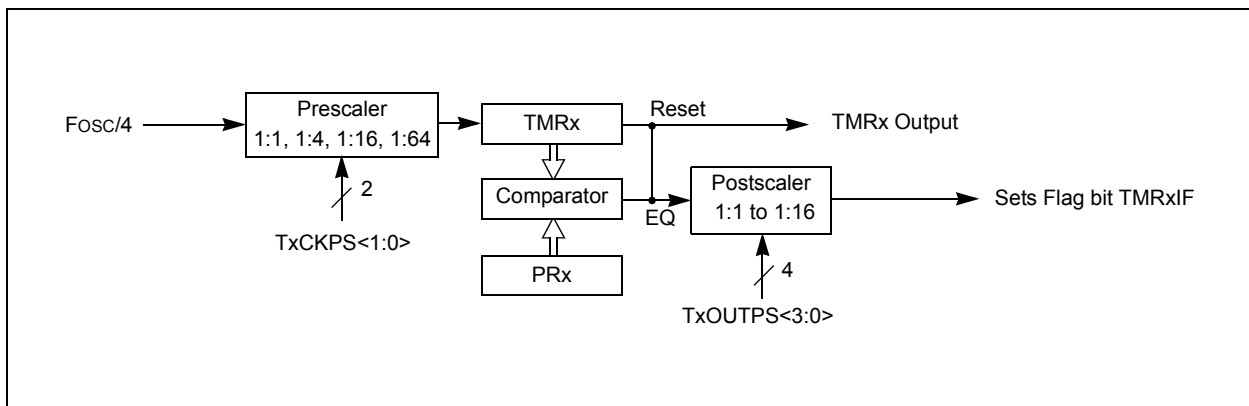 FOSC/4
Prescaler
1:1, 1:4, 1:16, 1:64
2
TxCKPS<1:0>
TMRx
Reset
TMRx Output
Comparator
EQ
PRx
Postscaler
1:1 to 1:16
4
TxOUTPS<3:0>
Sets Flag bit TMRxIF